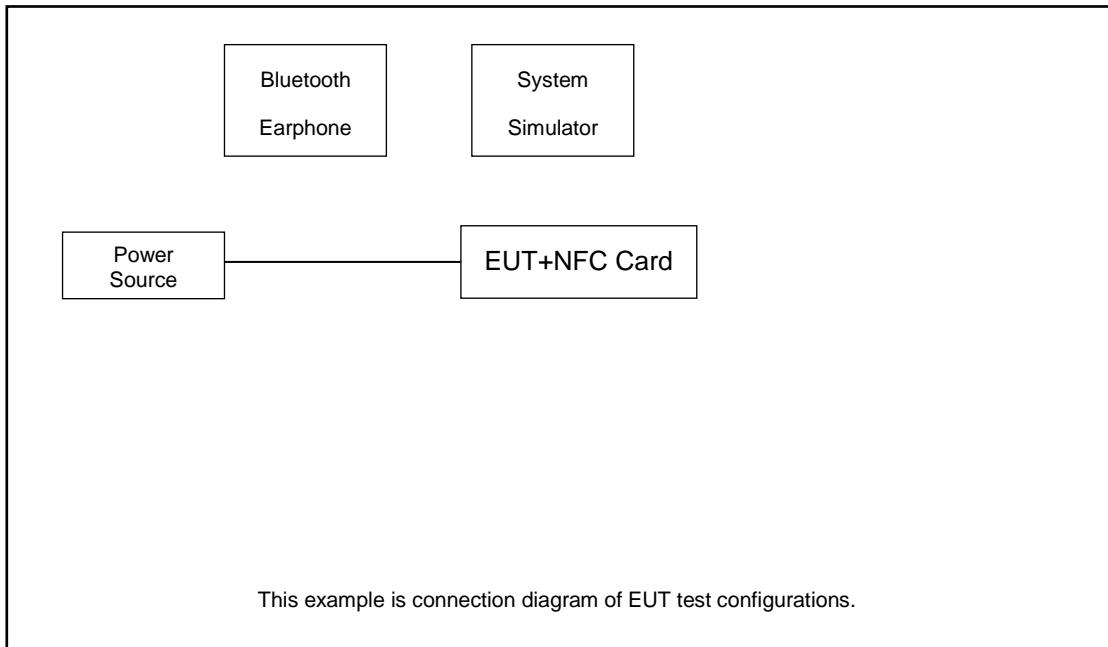 Bluetooth
Earphone
System
Simulator
Power
Source
EUT+NFC Card
This example is connection diagram of EUT test configurations.